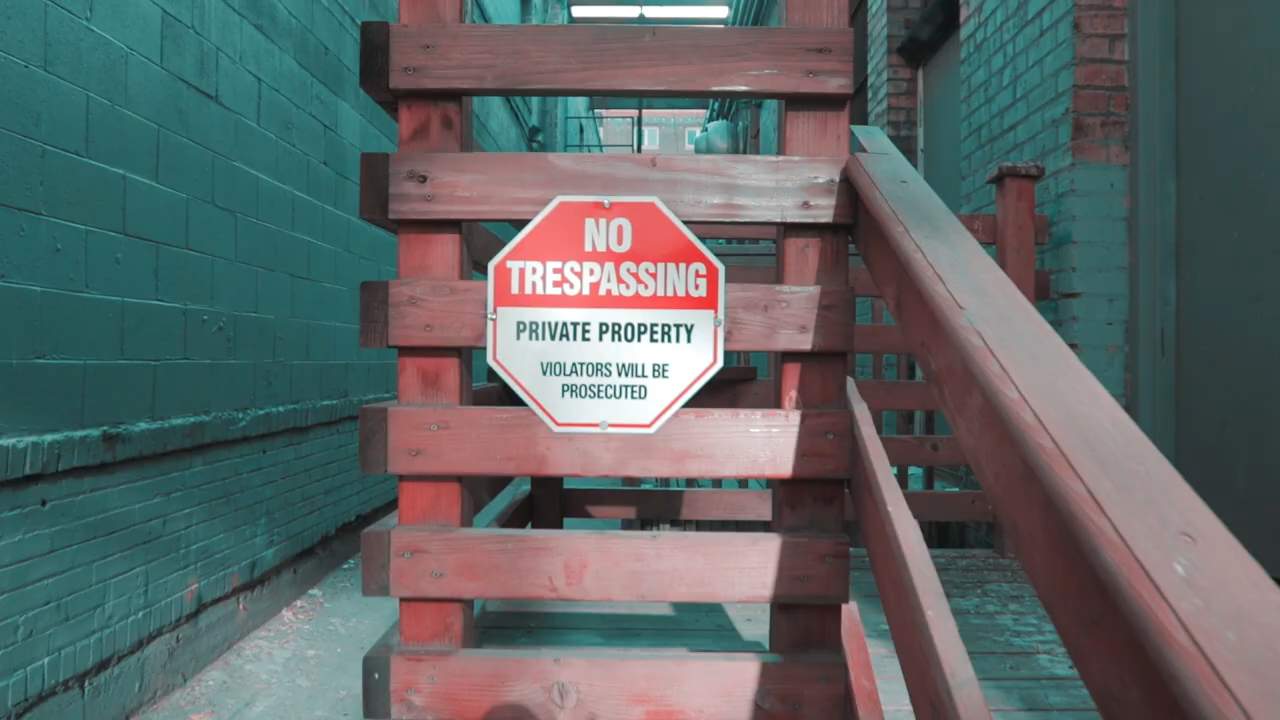 NO
TRESPASSING
PRIVATE PROPERTY
VIOLATORS WILL BE
PROSECUTED